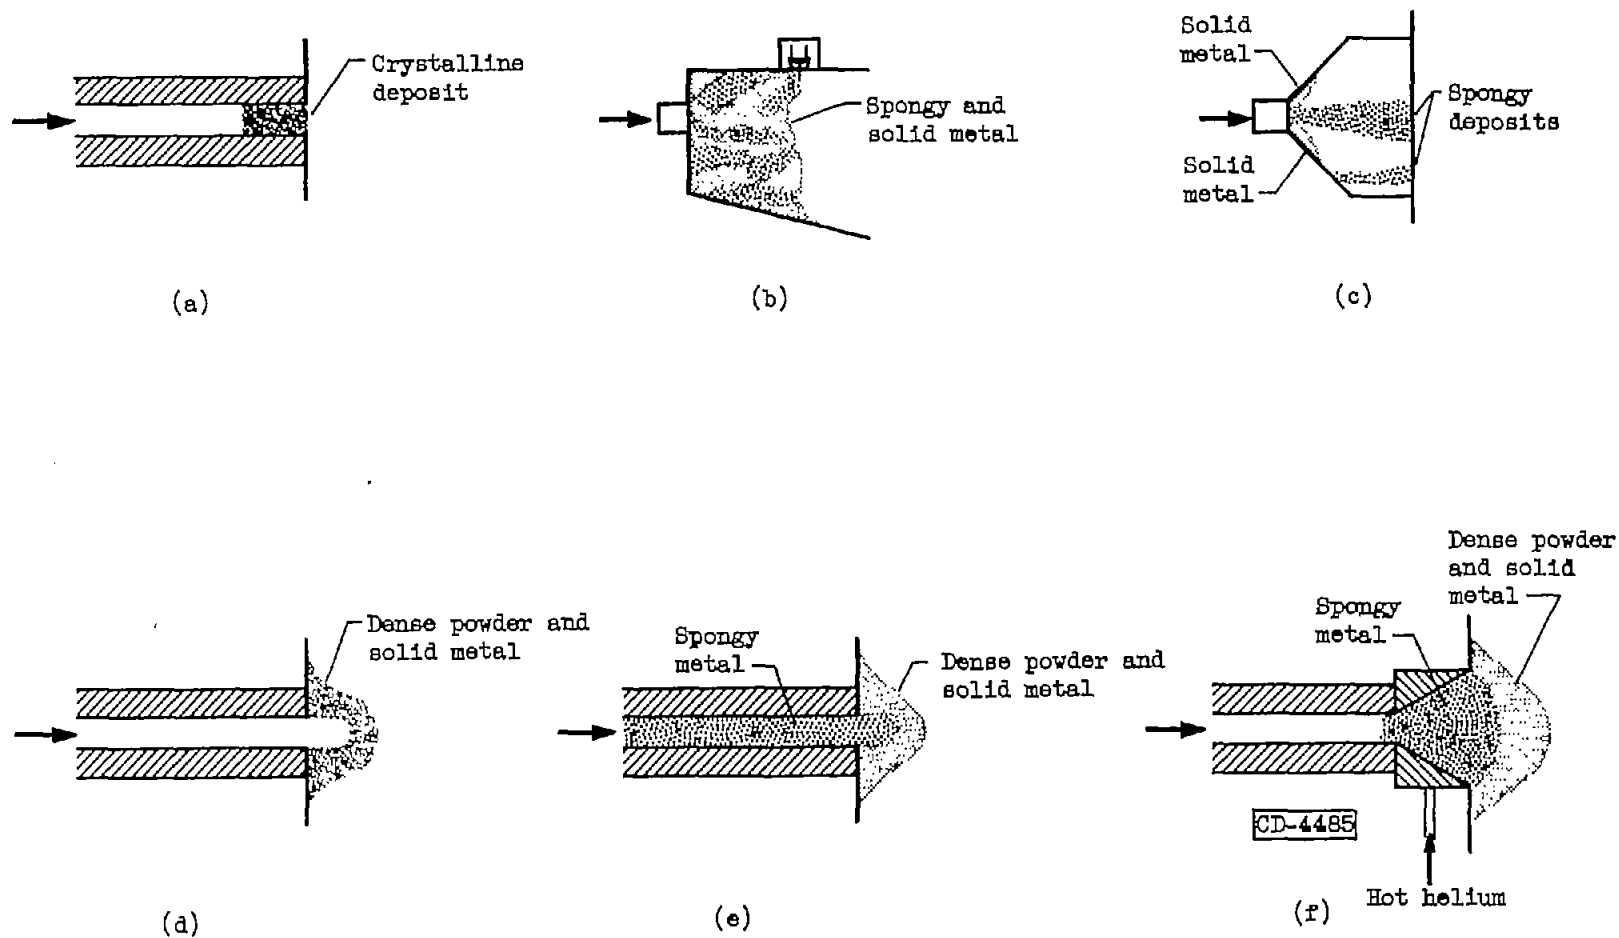 Crystalline
deposit
(a)
Spongy and
solid metal
(b)
Solid
metal
Solid
metal
Spongy
deposits
(c)
Dense powder and
solid metal
(d)
Spongy
metal
Dense powder and
solid metal
(e)
Dense powder
and solid
metal
Spongy
metal
CD-4485
Hot helium
(f)